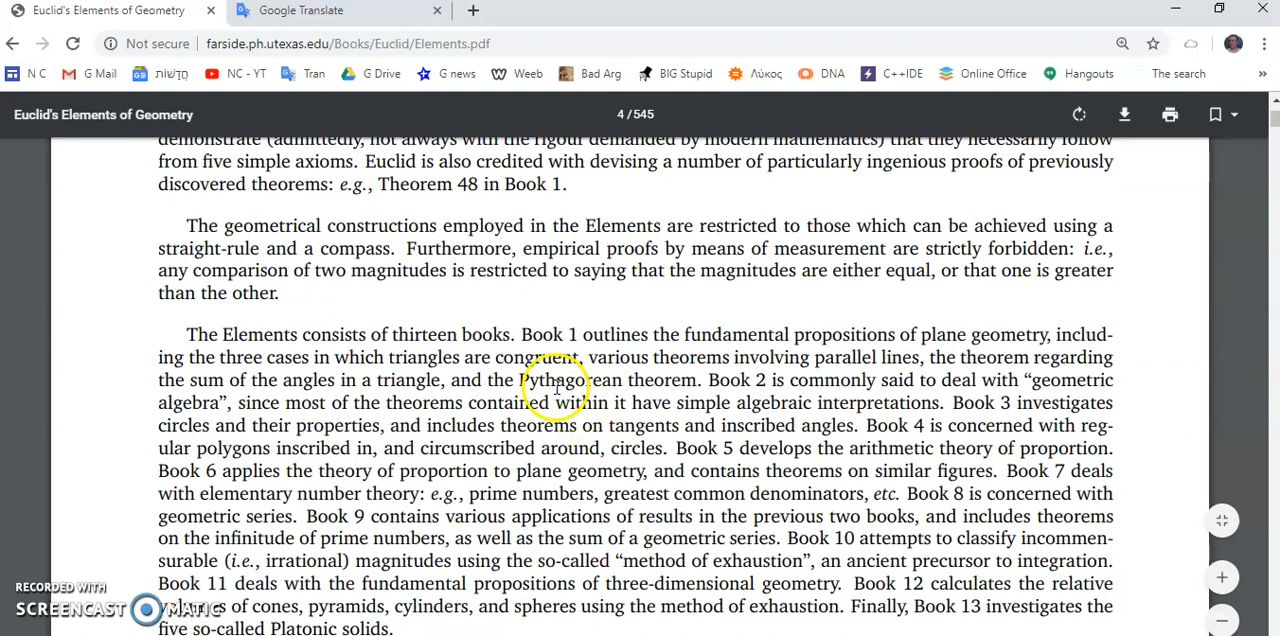 Euclid's Elements of Geometry
Google Translate
Not secure farside.ph.utexas.edu/Books/Euclid/Elements.pdf
N C G Mail חֲדָשׁוֹת NC - YT Tran G Drive G news Weeb Bad Arg BIG Stupid Λύκος DNA C++IDE Online Office Hangouts The search »
Euclid's Elements of Geometry 4 / 545
demonstrate (admittedly, not always with the rigour demanded by modern mathematics) that they necessarily follow
from five simple axioms. Euclid is also credited with devising a number of particularly ingenious proofs of previously
discovered theorems: e.g., Theorem 48 in Book 1.
The geometrical constructions employed in the Elements are restricted to those which can be achieved using a
straight-rule and a compass. Furthermore, empirical proofs by means of measurement are strictly forbidden: i.e.,
any comparison of two magnitudes is restricted to saying that the magnitudes are either equal, or that one is greater
than the other.
The Elements consists of thirteen books. Book 1 outlines the fundamental propositions of plane geometry, includ-
ing the three cases in which triangles are congruent, various theorems involving parallel lines, the theorem regarding
the sum of the angles in a triangle, and the Pythagorean theorem. Book 2 is commonly said to deal with “geometric
algebra”, since most of the theorems contained within it have simple algebraic interpretations. Book 3 investigates
circles and their properties, and includes theorems on tangents and inscribed angles. Book 4 is concerned with reg-
ular polygons inscribed in, and circumscribed around, circles. Book 5 develops the arithmetic theory of proportion.
Book 6 applies the theory of proportion to plane geometry, and contains theorems on similar figures. Book 7 deals
with elementary number theory: e.g., prime numbers, greatest common denominators, etc. Book 8 is concerned with
geometric series. Book 9 contains various applications of results in the previous two books, and includes theorems
on the infinitude of prime numbers, as well as the sum of a geometric series. Book 10 attempts to classify incommen-
surable (i.e., irrational) magnitudes using the so-called “method of exhaustion”, an ancient precursor to integration.
Book 11 deals with the fundamental propositions of three-dimensional geometry. Book 12 calculates the relative
of cones, pyramids, cylinders, and spheres using the method of exhaustion. Finally, Book 13 investigates the
five so-called Platonic solids.
RECORDED WITH
SCREENCAST MATIC